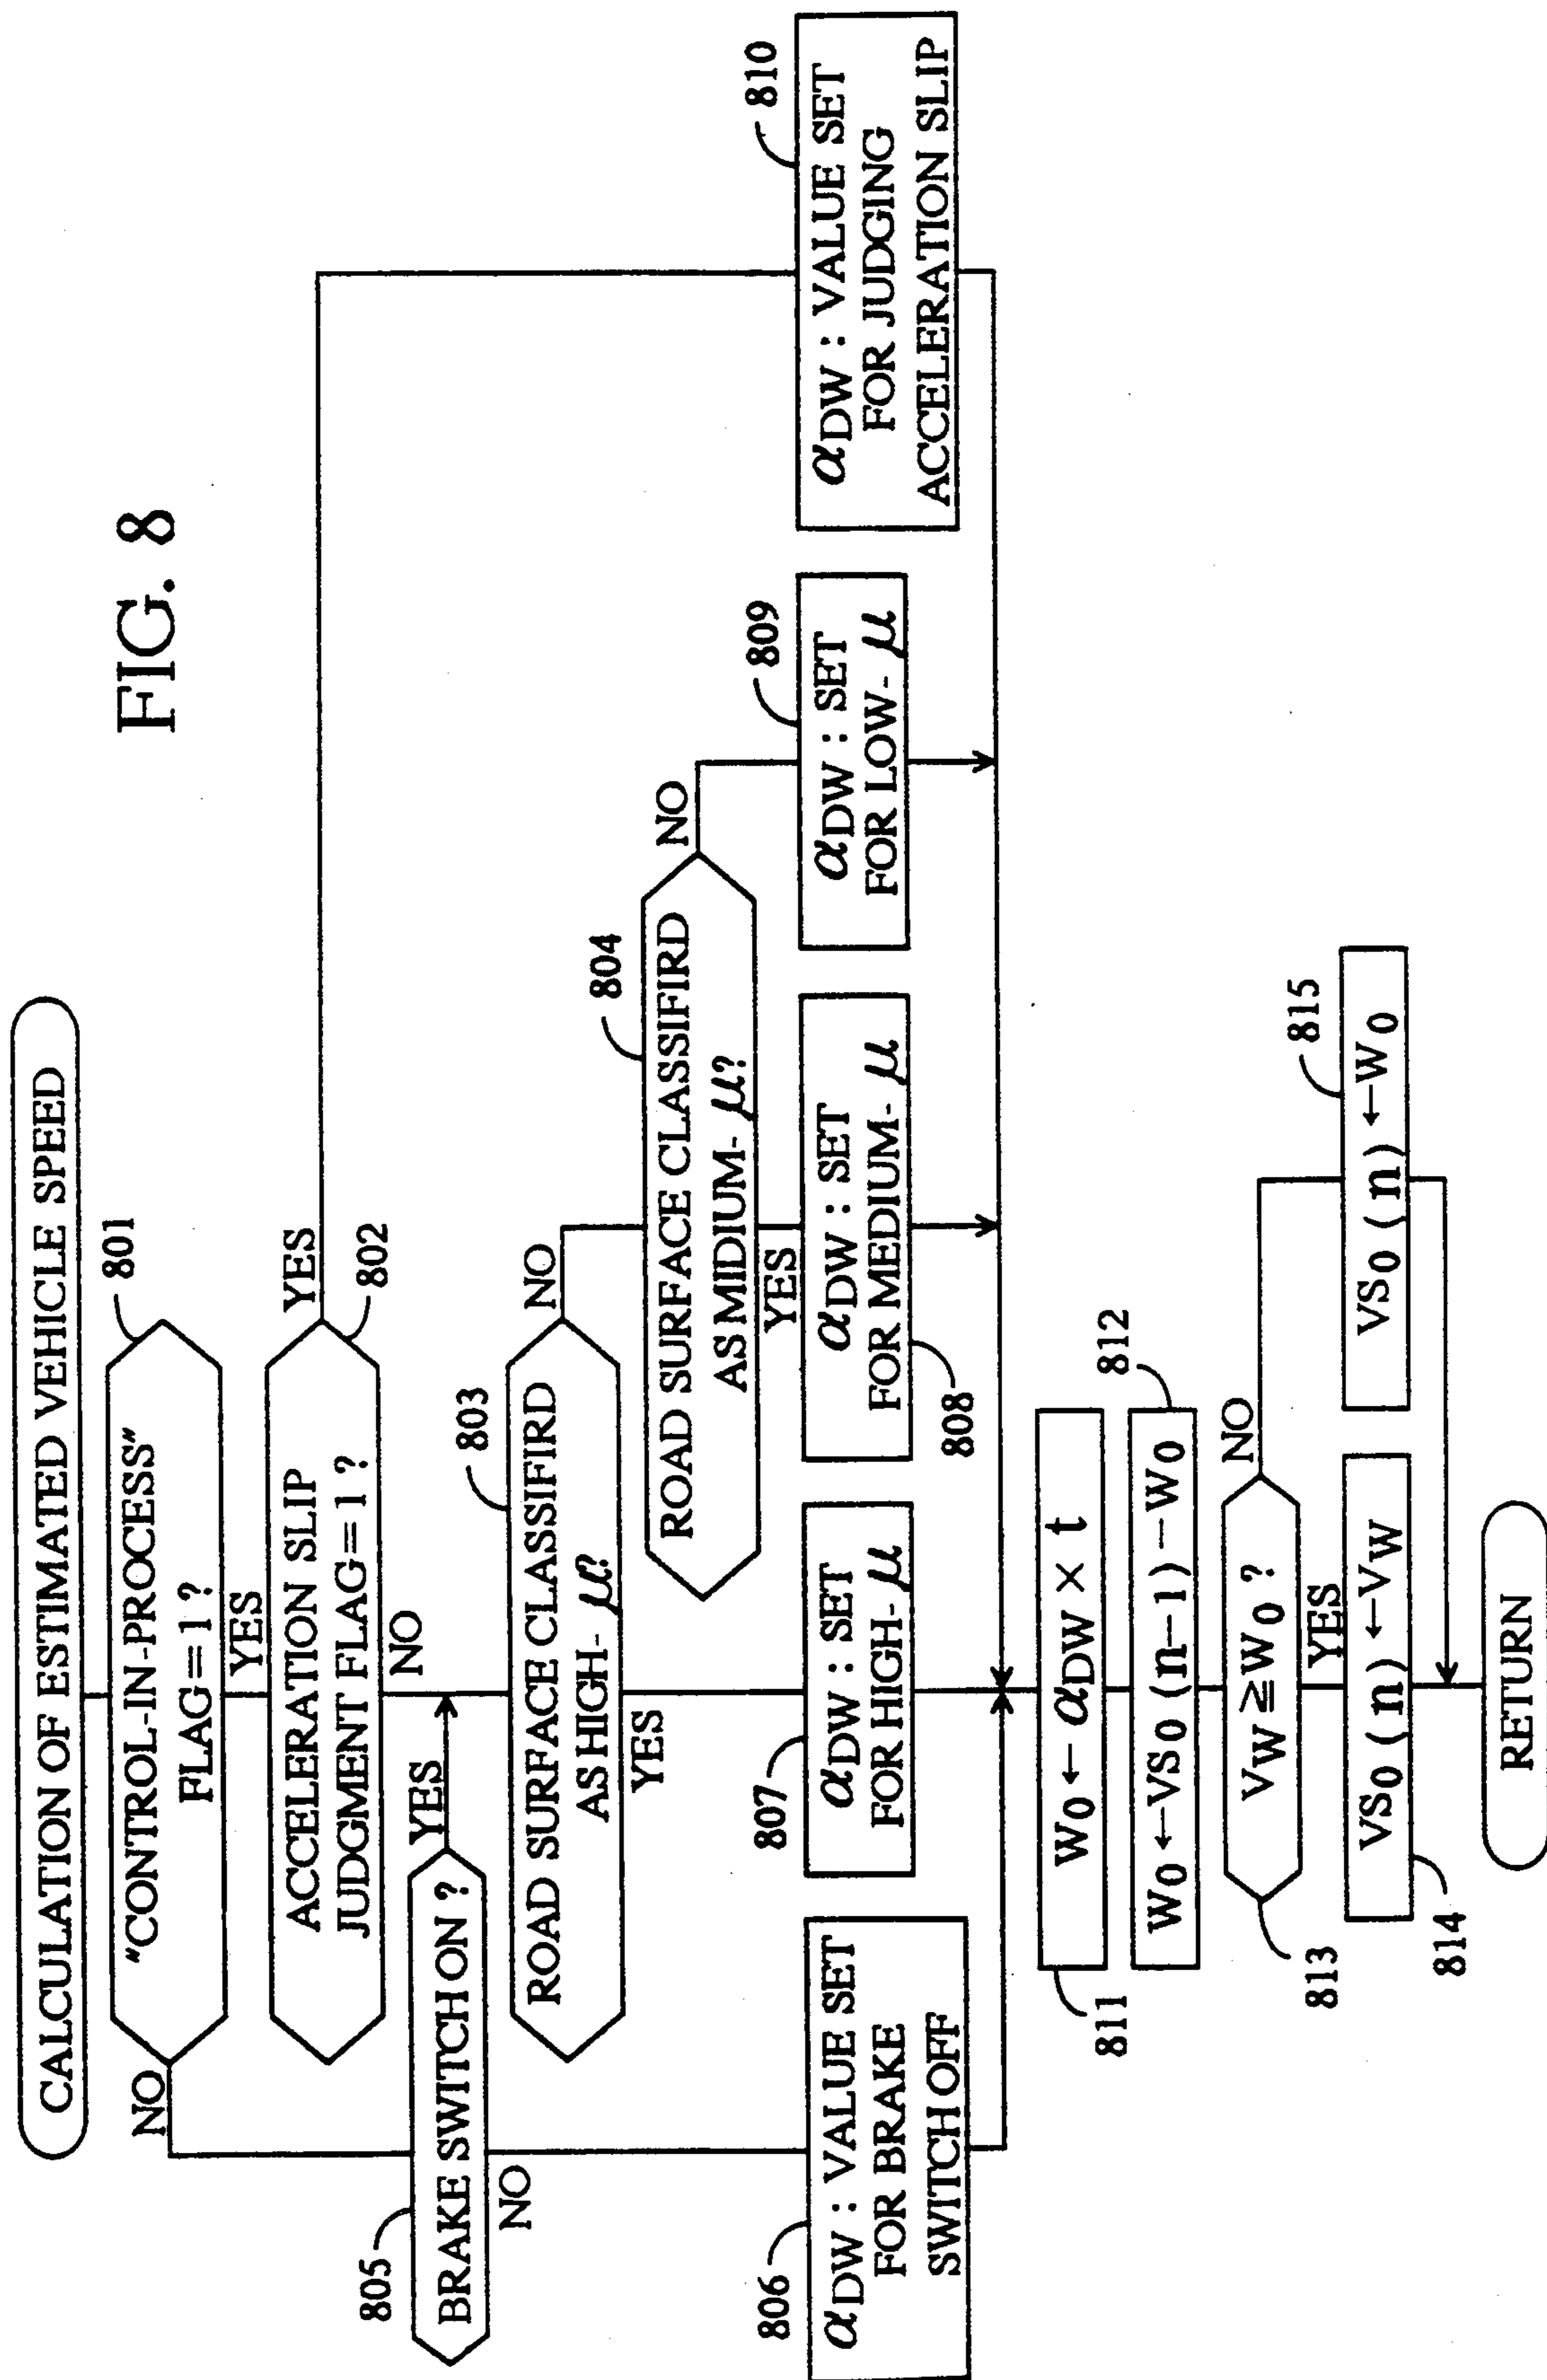 FIG. 8
CALCULATION OF ESTIMATED VEHICLE SPEED
801
"CONTROL-IN-PROCESS"
FLAG=1 ?
NO
YES
802
ACCELERATION SLIP
JUDGMENT FLAG=1 ?
YES
NO
805
BRAKE SWITCH ON ?
YES
NO
803
ROAD SURFACE CLASSIFIRD
AS HIGH- μ?
NO
YES
804
ROAD SURFACE CLASSIFIRD
AS MIDIUM- μ?
NO
YES
806
αDW : VALUE SET
FOR BRAKE
SWITCH OFF
807
αDW : SET
FOR HIGH- μ
808
αDW : SET
FOR MEDIUM- μ
809
αDW : SET
FOR LOW- μ
810
αDW : VALUE SET
FOR JUDGING
ACCELERATION SLIP
811
W0 ← αDW × t
812
W0 ← VS0 (n−1) − W0
813
VW ≧ W0 ?
NO
YES
814
VS0 (n) ← VW
815
VS0 (n) ← W0
RETURN